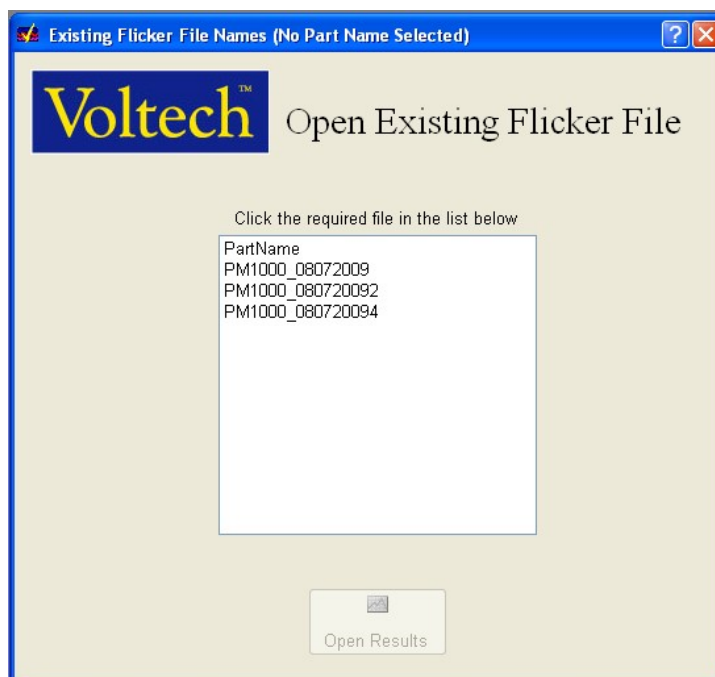 Existing Flicker File Names (No Part Name Selected)
Voltech™
Open Existing Flicker File
Click the required file in the list below
PartName
PM1000_08072009
PM1000_080720092
PM1000_080720094
Open Results